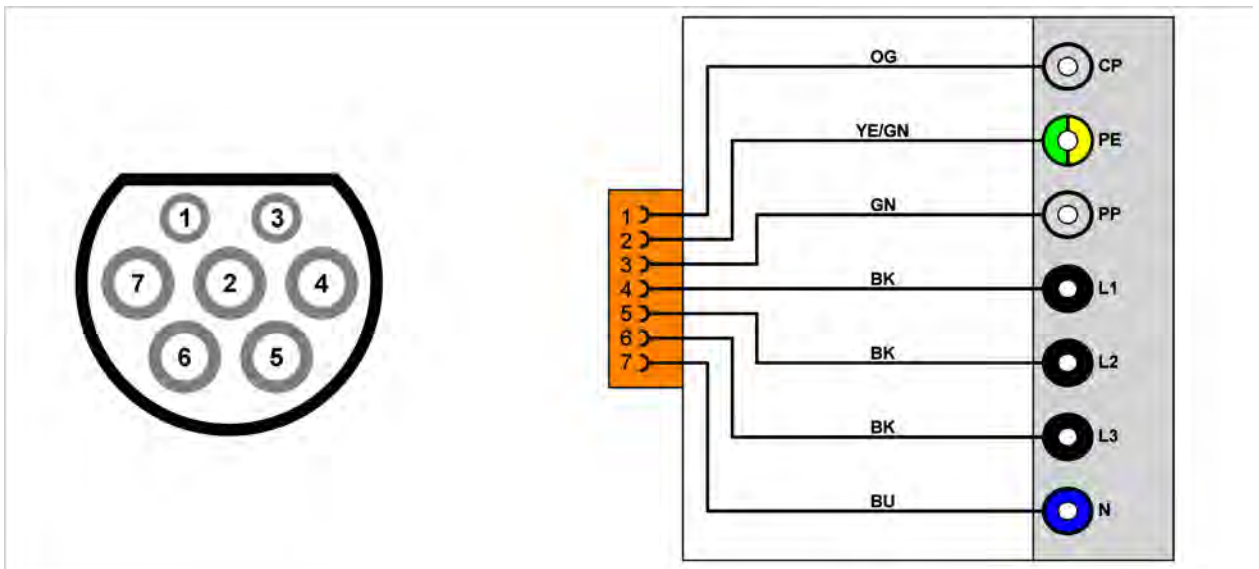 1 3
7 2 4
6 5
OG CP
YE/GN PE
1
2
GN PP
3
4 BK L1
5
6
BK L2
7
BK L3
BU N